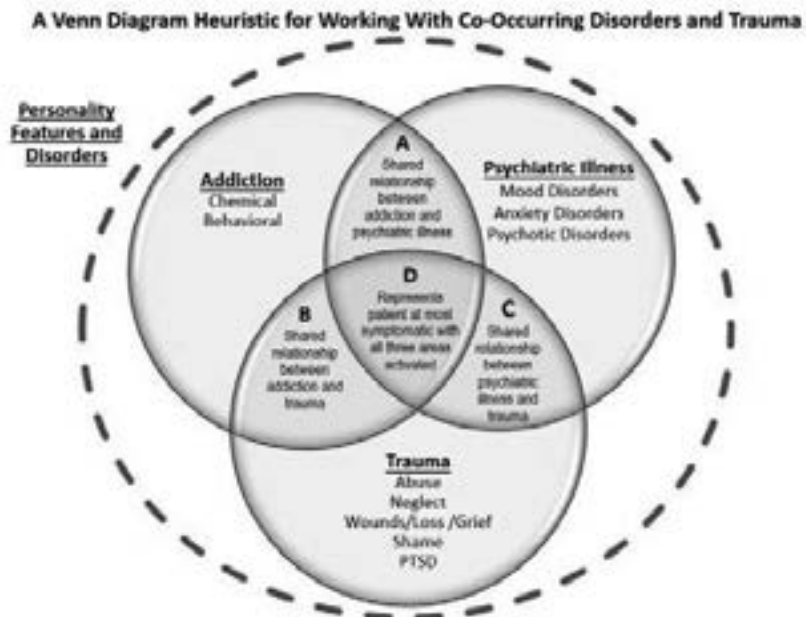 A Venn Diagram Heuristic for Working With Co-Occurring Disorders and Trauma
Personality
Features and
Disorders
Addiction
Chemical
Behavioral
A
Shared
relationship
between
addiction and
psychiatric illness
Psychiatric Illness
Mood Disorders
Anxiety Disorders
Psychotic Disorders
B
Shared
relationship
between
addiction and
trauma
D
Represents
patient at most
symptomatic with
all three areas
activated
C
Shared
relationship
between
psychiatric
illness and
trauma
Trauma
Abuse
Neglect
Wounds/Loss /Grief
Shame
PTSD